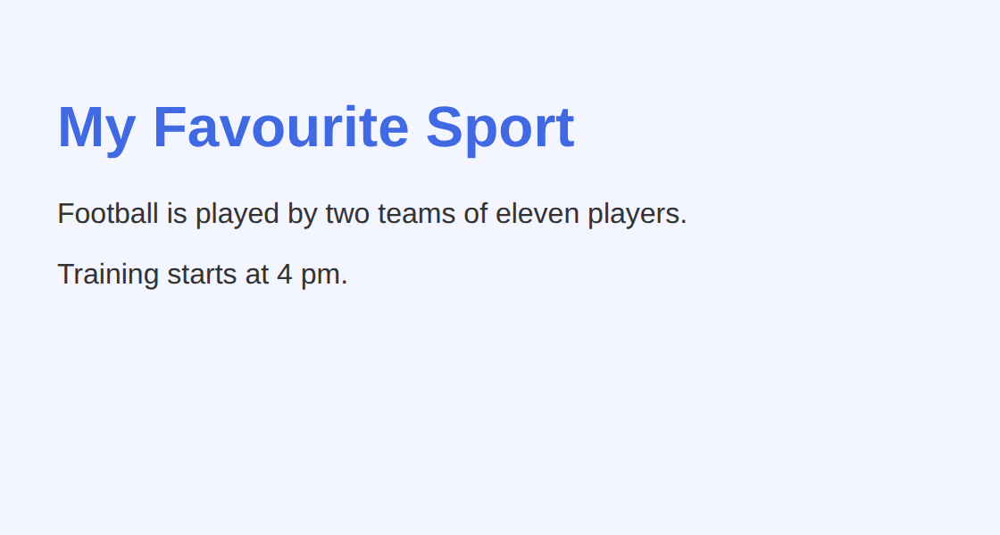 My Favourite Sport
Football is played by two teams of eleven players.
Training starts at 4 pm.